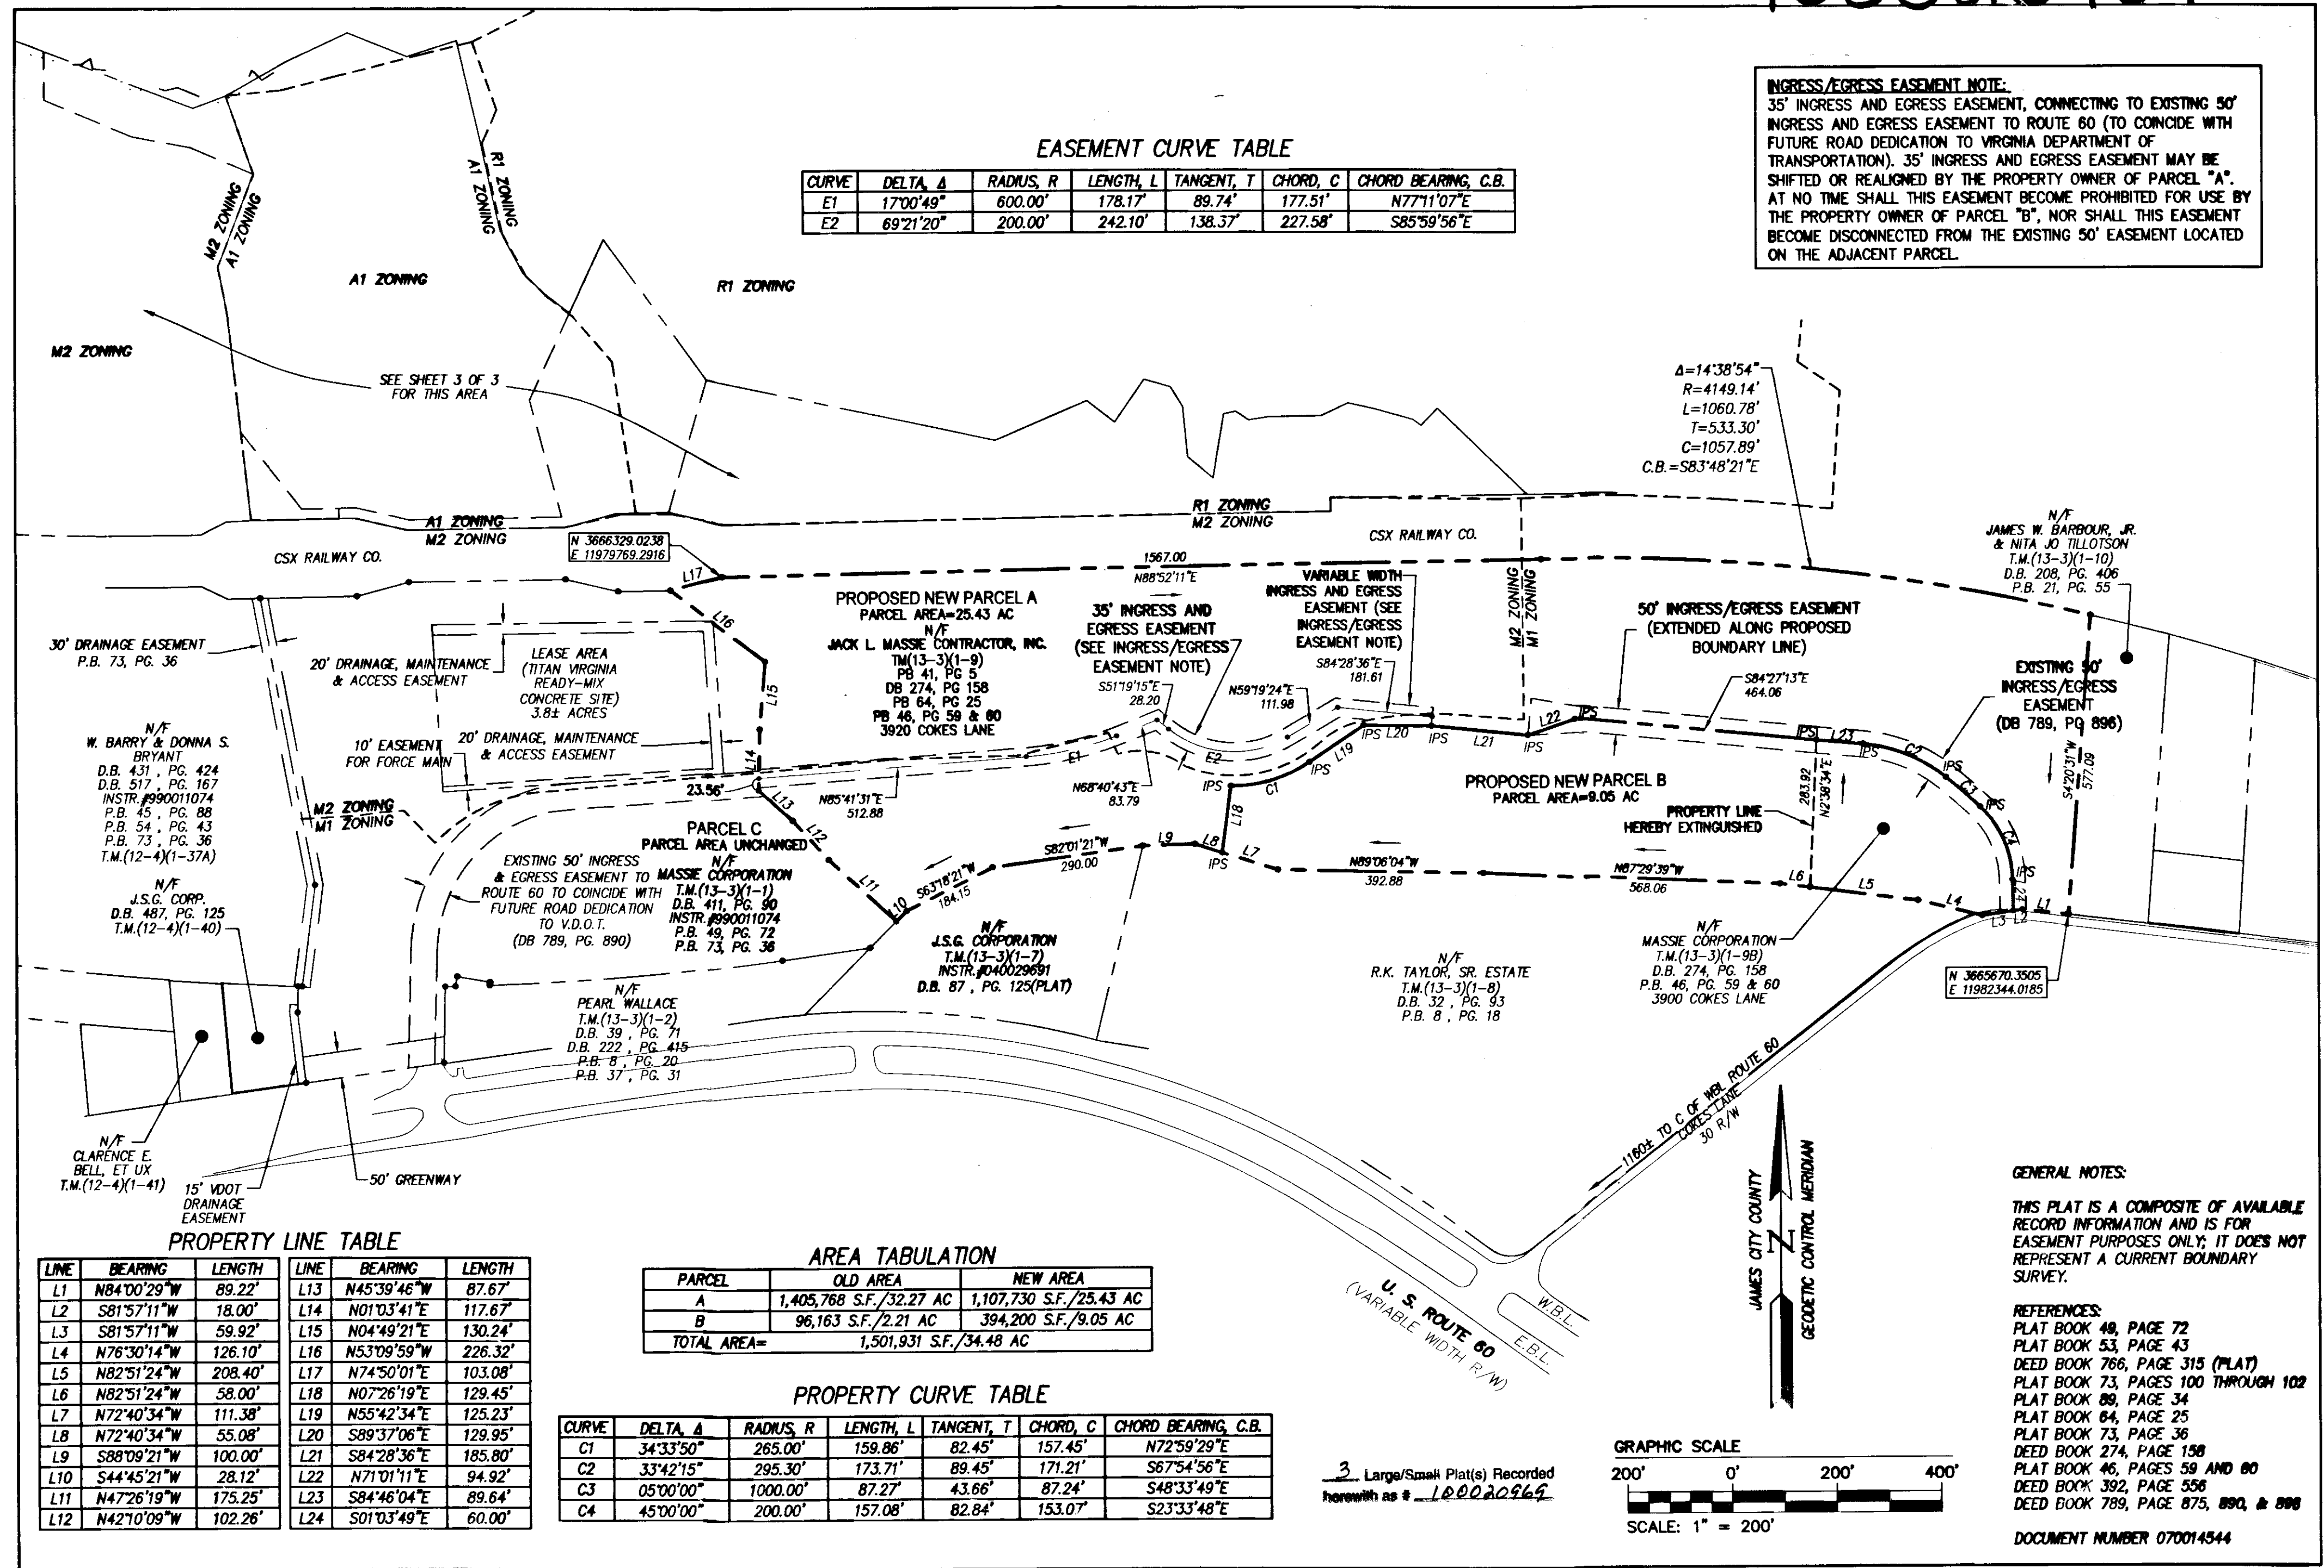 INGRESS/EGRESS EASEMENT NOTE:
35' INGRESS AND EGRESS EASEMENT, CONNECTING TO EXISTING 50'
INGRESS AND EGRESS EASEMENT TO ROUTE 60 (TO COINCIDE WITH
FUTURE ROAD DEDICATION TO VIRGINIA DEPARTMENT OF
TRANSPORTATION). 35' INGRESS AND EGRESS EASEMENT MAY BE
SHIFTED OR REALIGNED BY THE PROPERTY OWNER OF PARCEL "A".
AT NO TIME SHALL THIS EASEMENT BECOME PROHIBITED FOR USE BY
THE PROPERTY OWNER OF PARCEL "B", NOR SHALL THIS EASEMENT
BECOME DISCONNECTED FROM THE EXISTING 50' EASEMENT LOCATED
ON THE ADJACENT PARCEL.
EASEMENT CURVE TABLE
CURVE DELTA, Δ RADIUS, R LENGTH, L TANGENT, T CHORD, C CHORD BEARING, C.B.
E1 17°00'49" 600.00' 178.17' 89.74' 177.51' N77°11'07"E
E2 69°21'20" 200.00' 242.10' 138.37' 227.58' S85°59'56"E
M2 ZONING
A1 ZONING
R1 ZONING
A1 ZONING
A1 ZONING
R1 ZONING
M2 ZONING
SEE SHEET 3 OF 3
FOR THIS AREA
Δ=14°38'54"
R=4149.14'
L=1060.78'
T=533.30'
C=1057.89'
C.B.=S83°48'21"E
A1 ZONING
M2 ZONING
R1 ZONING
M2 ZONING
CSX RAILWAY CO.
N 3666329.0238
E 11979769.2916
CSX RAILWAY CO.
L17
1567.00
N88°52'11"E
N/F
JAMES W. BARBOUR, JR.
& NITA JO TILLOTSON
T.M.(13-3)(1-10)
D.B. 208, PG. 406
P.B. 21, PG. 55
30' DRAINAGE EASEMENT
P.B. 73, PG. 36
20' DRAINAGE, MAINTENANCE
& ACCESS EASEMENT
LEASE AREA
(TITAN VIRGINIA
READY-MIX
CONCRETE SITE)
3.8± ACRES
L16
L15
L14
PROPOSED NEW PARCEL A
PARCEL AREA=25.43 AC
N/F
JACK L. MASSIE CONTRACTOR, INC.
TM(13-3)(1-9)
PB 41, PG 5
DB 274, PG 158
PB 64, PG 25
PB 46, PG 59 & 60
3920 COKES LANE
35' INGRESS AND
EGRESS EASEMENT
(SEE INGRESS/EGRESS
EASEMENT NOTE)
S51°19'15"E
28.20
VARIABLE WIDTH
INGRESS AND EGRESS
EASEMENT (SEE
INGRESS/EGRESS
EASEMENT NOTE)
S84°28'36"E
181.61
N59°19'24"E
111.98
M2 ZONING
M1 ZONING
50' INGRESS/EGRESS EASEMENT
(EXTENDED ALONG PROPOSED
BOUNDARY LINE)
S84°27'13"E
464.06
EXISTING 50'
INGRESS/EGRESS
EASEMENT
(DB 789, PG 896)
S4°20'31"W
577.09
10' EASEMENT
FOR FORCE MAIN
20' DRAINAGE, MAINTENANCE
& ACCESS EASEMENT
E1
E2
L19
IPS
L20
IPS
L21
IPS
L22
IPS
IPS
L23
IPS
C2
IPS
C3
IPS
C4
IPS
L24
N/F
W. BARRY & DONNA S.
BRYANT
D.B. 431 , PG. 424
D.B. 517 , PG. 167
INSTR.#990011074
P.B. 45 , PG. 88
P.B. 54 , PG. 43
P.B. 73 , PG. 36
T.M.(12-4)(1-37A)
M2 ZONING
M1 ZONING
23.56'
L13
N85°41'31"E
512.88
N68°40'43"E
83.79
IPS
C1
IPS
L18
PROPOSED NEW PARCEL B
PARCEL AREA=9.05 AC
283.92
N2°38'34"E
PROPERTY LINE
HEREBY EXTINGUISHED
PARCEL C
PARCEL AREA UNCHANGED
N/F
MASSIE CORPORATION
T.M.(13-3)(1-1)
D.B. 411, PG. 90
INSTR.#990011074
P.B. 49, PG. 72
P.B. 73, PG. 36
L12
L11
L10
EXISTING 50' INGRESS
& EGRESS EASEMENT TO
ROUTE 60 TO COINCIDE WITH
FUTURE ROAD DEDICATION
TO V.D.O.T.
(DB 789, PG. 890)
S63°18'21"W
184.15
S82°01'21"W
290.00
L9
L8
IPS
L7
N89°06'04"W
392.88
N87°29'39"W
568.06
L6
L5
L4
L3
L2
L1
N/F
J.S.G. CORP.
D.B. 487, PG. 125
T.M.(12-4)(1-40)
N/F
J.S.G. CORPORATION
T.M.(13-3)(1-7)
INSTR.#040029691
D.B. 87 , PG. 125(PLAT)
N/F
R.K. TAYLOR, SR. ESTATE
T.M.(13-3)(1-8)
D.B. 32 , PG. 93
P.B. 8 , PG. 18
N/F
MASSIE CORPORATION
T.M.(13-3)(1-9B)
D.B. 274, PG. 158
P.B. 46, PG. 59 & 60
3900 COKES LANE
N 3665670.3505
E 11982344.0185
N/F
PEARL WALLACE
T.M.(13-3)(1-2)
D.B. 39 , PG. 71
D.B. 222 , PG. 415
P.B. 8 , PG. 20
P.B. 37 , PG. 31
N/F
CLARENCE E.
BELL, ET UX
T.M.(12-4)(1-41)
15' VDOT
DRAINAGE
EASEMENT
50' GREENWAY
1160± TO C OF WBL ROUTE 60
COKES LANE
30 R/W
U. S. ROUTE 60
(VARIABLE WIDTH R/W)
W.B.L.
E.B.L.
JAMES CITY COUNTY
N
GEODETIC CONTROL MERIDIAN
GENERAL NOTES:
THIS PLAT IS A COMPOSITE OF AVAILABLE
RECORD INFORMATION AND IS FOR
EASEMENT PURPOSES ONLY; IT DOES NOT
REPRESENT A CURRENT BOUNDARY
SURVEY.
REFERENCES:
PLAT BOOK 49, PAGE 72
PLAT BOOK 53, PAGE 43
DEED BOOK 766, PAGE 315 (PLAT)
PLAT BOOK 73, PAGES 100 THROUGH 102
PLAT BOOK 89, PAGE 34
PLAT BOOK 64, PAGE 25
PLAT BOOK 73, PAGE 36
DEED BOOK 274, PAGE 158
PLAT BOOK 46, PAGES 59 AND 60
DEED BOOK 392, PAGE 556
DEED BOOK 789, PAGE 875, 890, & 898
DOCUMENT NUMBER 070014544
PROPERTY LINE TABLE
LINE BEARING LENGTH LINE BEARING LENGTH
L1 N84°00'29"W 89.22' L13 N45°39'46"W 87.67'
L2 S81°57'11"W 18.00' L14 N01°03'41"E 117.67'
L3 S81°57'11"W 59.92' L15 N04°49'21"E 130.24'
L4 N76°30'14"W 126.10' L16 N53°09'59"W 226.32'
L5 N82°51'24"W 208.40' L17 N74°50'01"E 103.08'
L6 N82°51'24"W 58.00' L18 N07°26'19"E 129.45'
L7 N72°40'34"W 111.38' L19 N55°42'34"E 125.23'
L8 N72°40'34"W 55.08' L20 S89°37'06"E 129.95'
L9 S88°09'21"W 100.00' L21 S84°28'36"E 185.80'
L10 S44°45'21"W 28.12' L22 N71°01'11"E 94.92'
L11 N47°26'19"W 175.25' L23 S84°46'04"E 89.64'
L12 N42°10'09"W 102.26' L24 S01°03'49"E 60.00'
AREA TABULATION
PARCEL OLD AREA NEW AREA
A 1,405,768 S.F./32.27 AC 1,107,730 S.F./25.43 AC
B 96,163 S.F./2.21 AC 394,200 S.F./9.05 AC
TOTAL AREA= 1,501,931 S.F./34.48 AC
PROPERTY CURVE TABLE
CURVE DELTA, Δ RADIUS, R LENGTH, L TANGENT, T CHORD, C CHORD BEARING, C.B.
C1 34°33'50" 265.00' 159.86' 82.45' 157.45' N72°59'29"E
C2 33°42'15" 295.30' 173.71' 89.45' 171.21' S67°54'56"E
C3 05°00'00" 1000.00' 87.27' 43.66' 87.24' S48°33'49"E
C4 45°00'00" 200.00' 157.08' 82.84' 153.07' S23°33'48"E
3 Large/Small Plat(s) Recorded
herewith as # 100020969
GRAPHIC SCALE
200' 0' 200' 400'
SCALE: 1" = 200'